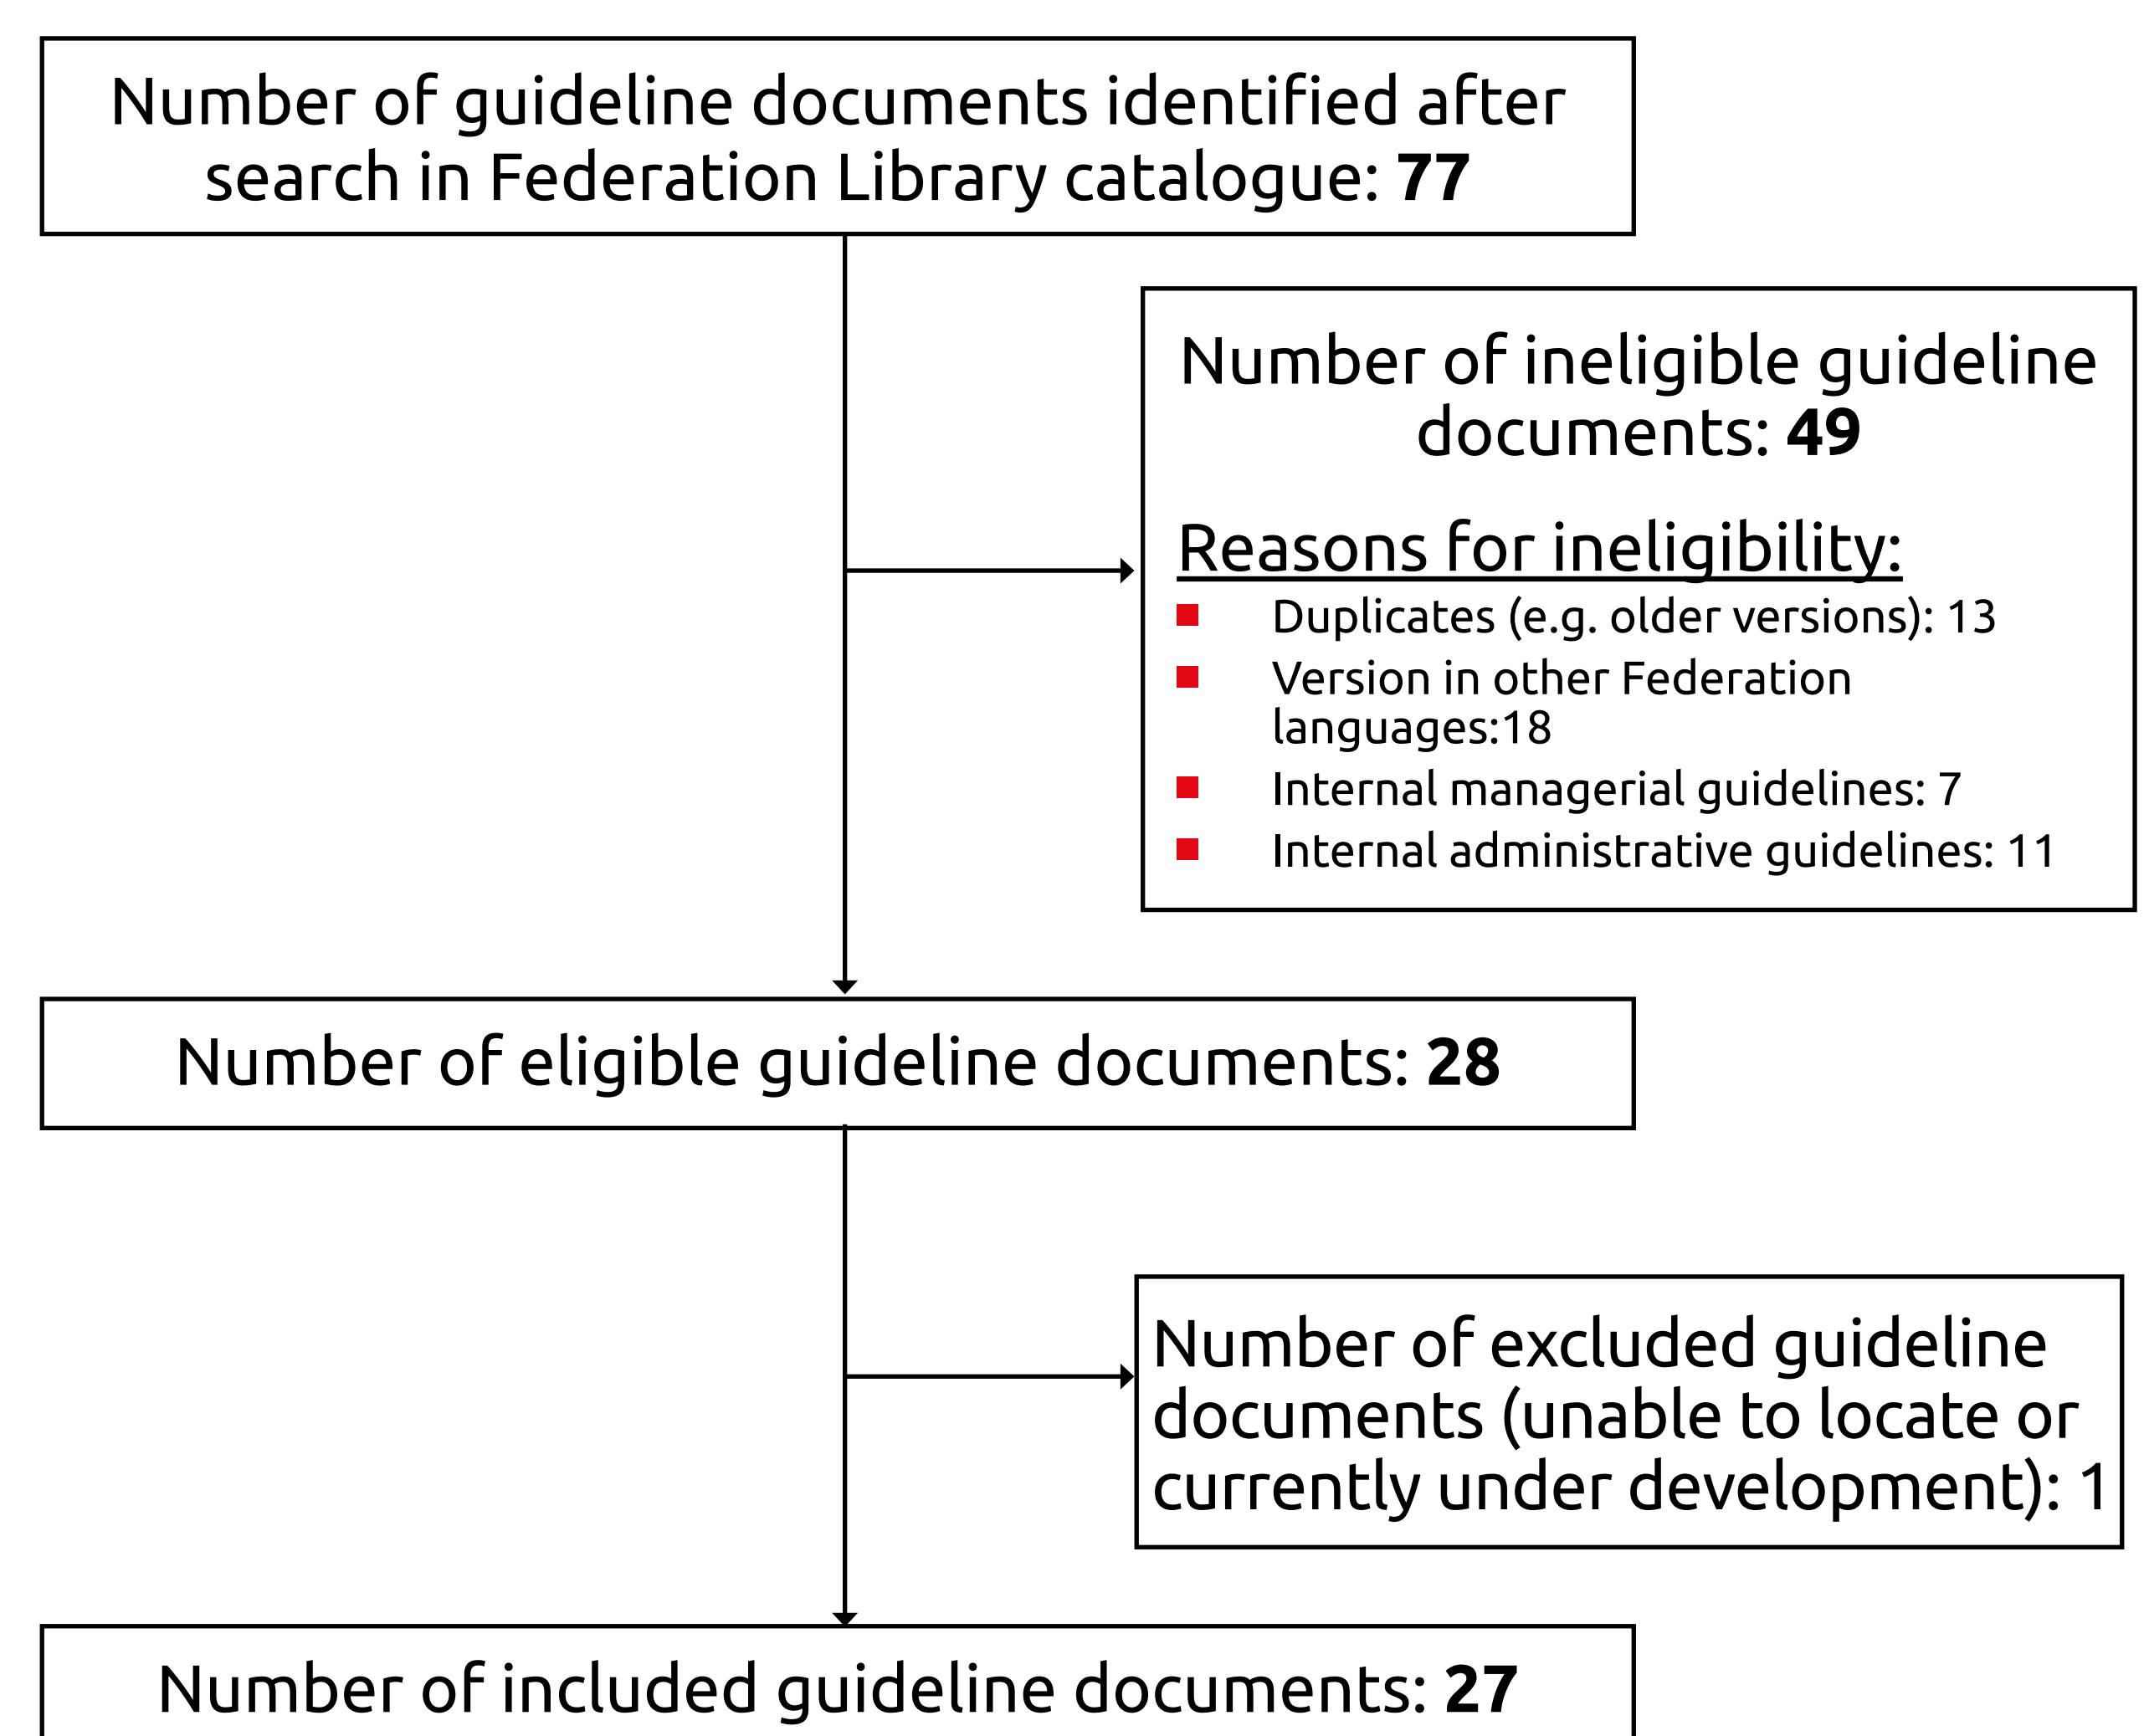 Number of guideline documents identified after
search in Federation Library catalogue: 77
Number of ineligible guideline
documents: 49
Reasons for ineligibility:
Duplicates (e.g. older versions): 13
Version in other Federation
languages:18
Internal managerial guidelines: 7
Internal administrative guidelines: 11
Number of eligible guideline documents: 28
Number of excluded guideline
documents (unable to locate or
currently under development): 1
Number of included guideline documents: 27